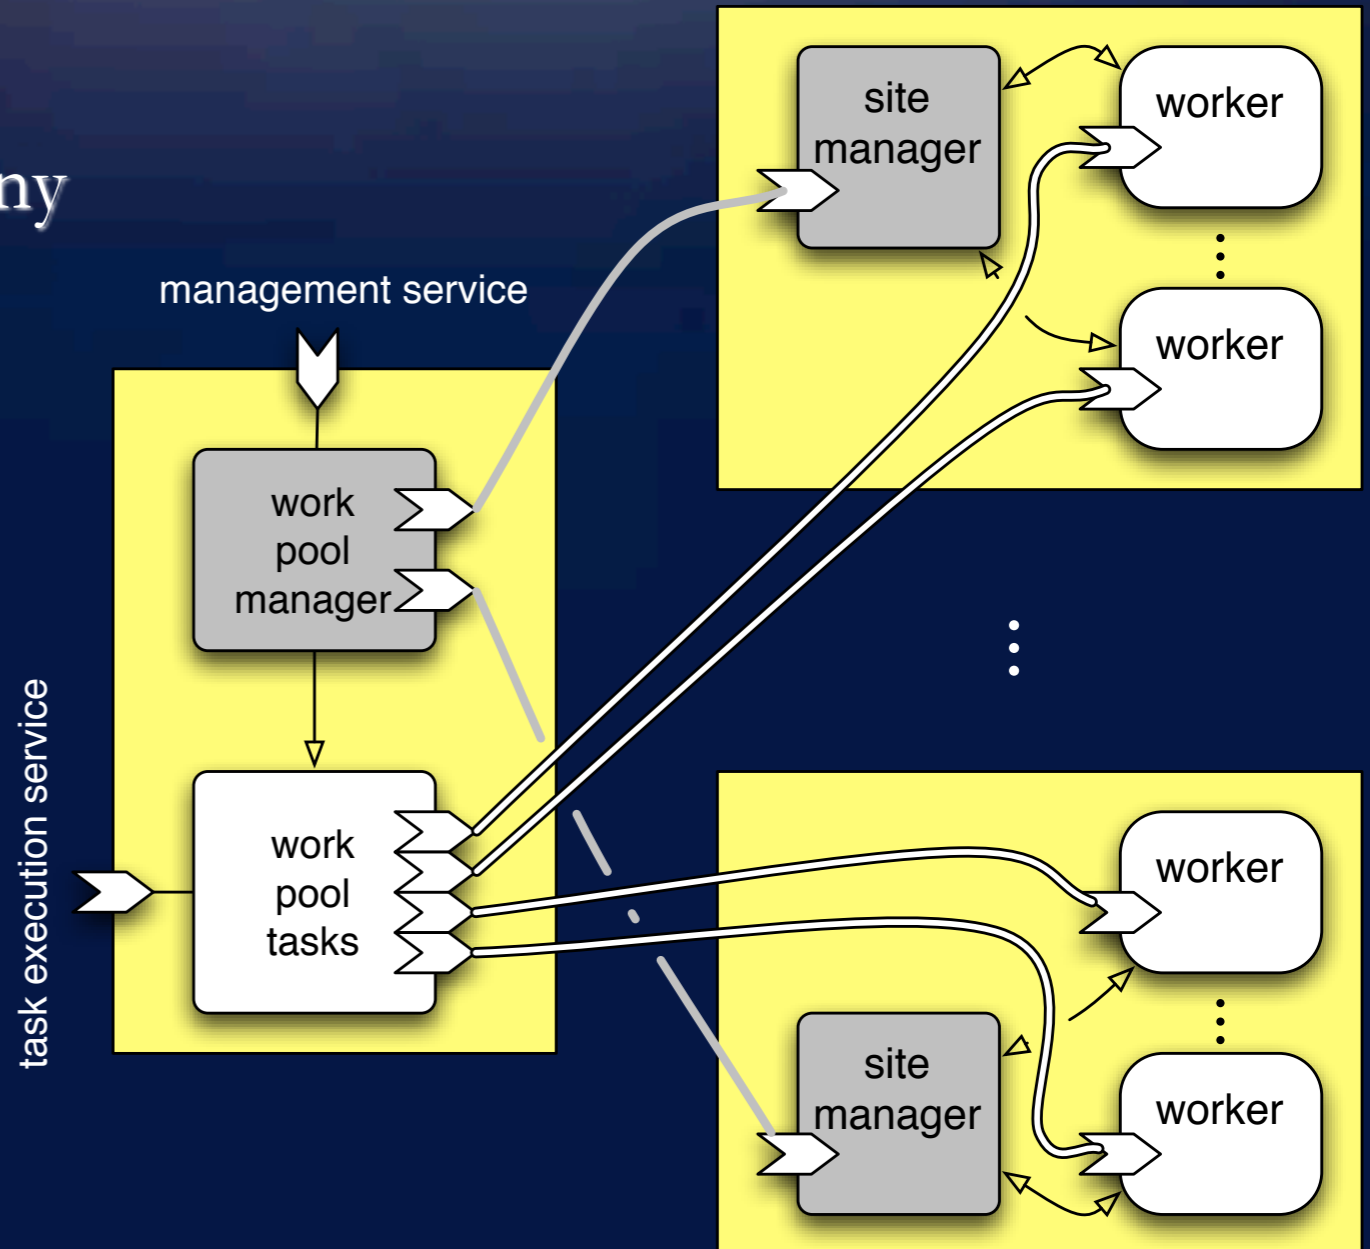 ny
management service
work
pool
manager
work
pool
tasks
task execution service
site
manager
worker
worker
worker
site
manager
worker